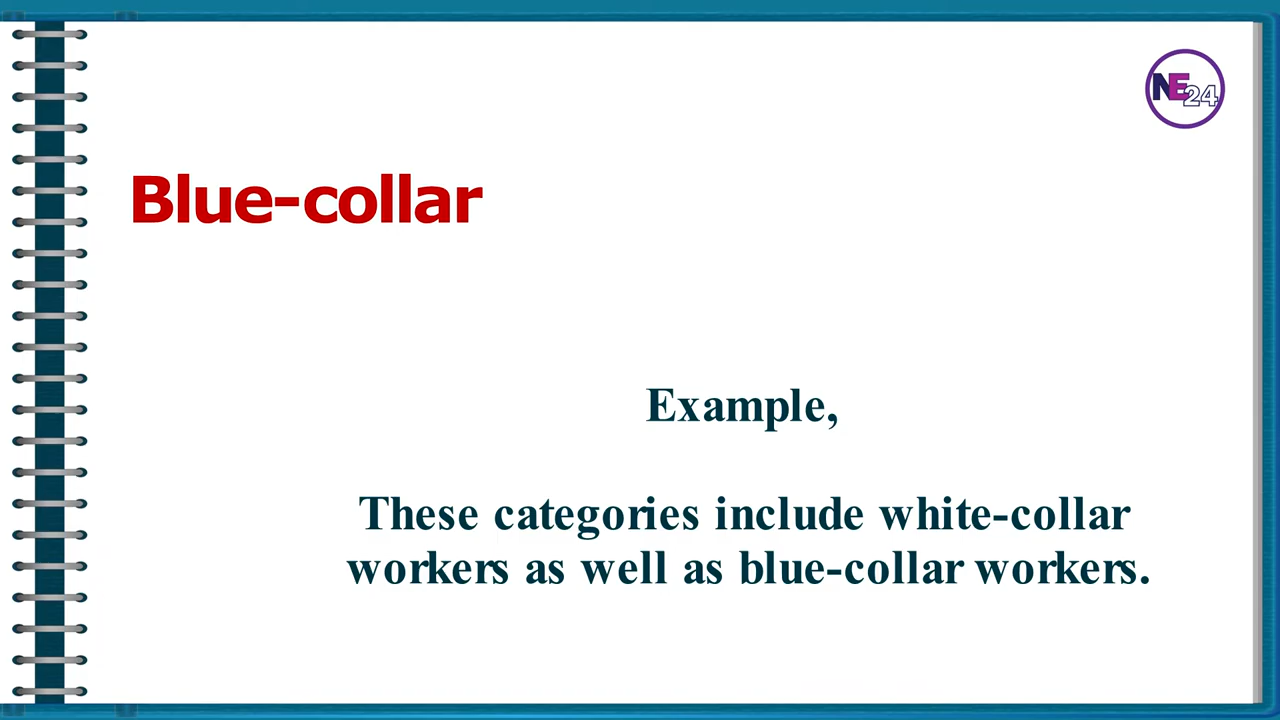 NE24
Blue-collar
Example,
These categories include white-collar
workers as well as blue-collar workers.